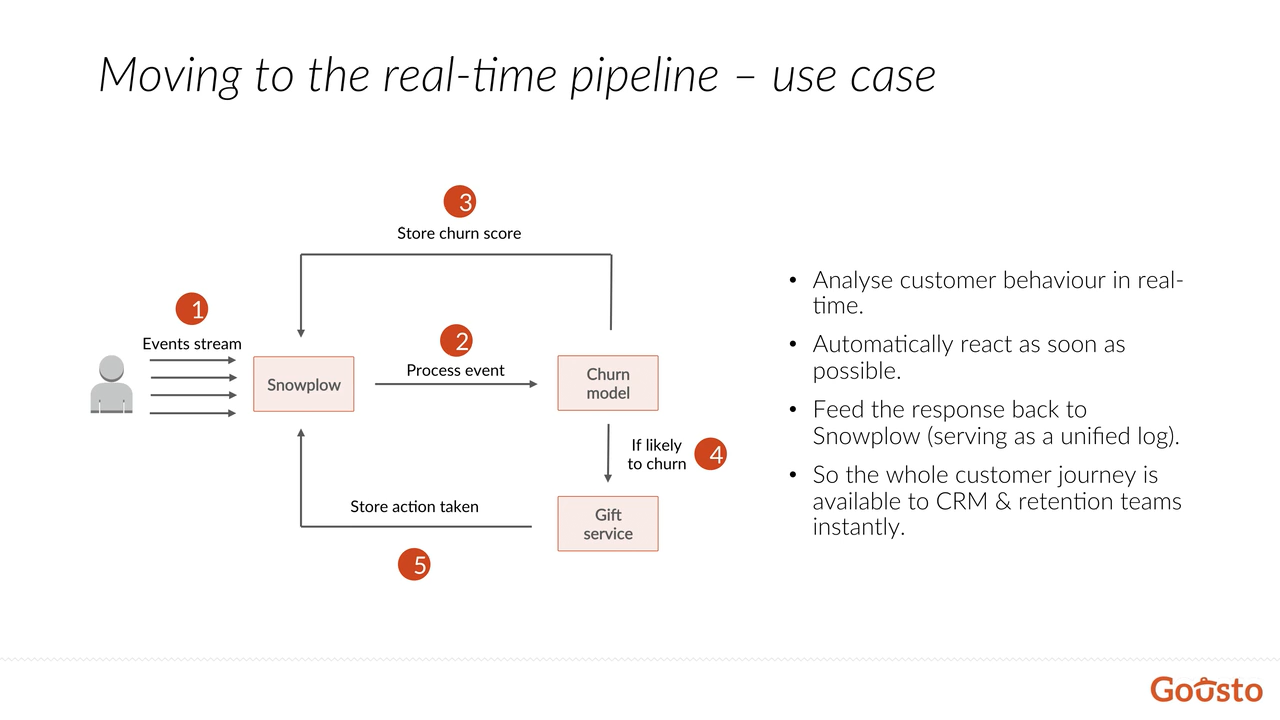 Moving to the real-time pipeline – use case
3
Store churn score
1
Events stream
2
Process event
Snowplow
Churn
model
If likely
to churn
4
Gift
service
Store action taken
5
• Analyse customer behaviour in real-
time.
• Automatically react as soon as
possible.
• Feed the response back to
Snowplow (serving as a unified log).
• So the whole customer journey is
available to CRM & retention teams
instantly.
Gousto